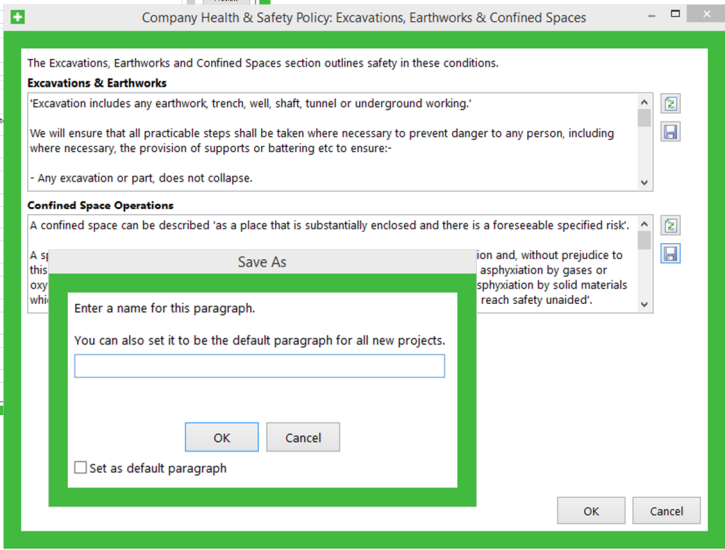 Company Health & Safety Policy: Excavations, Earthworks & Confined Spaces
The Excavations, Earthworks and Confined Spaces section outlines safety in these conditions.
Excavations & Earthworks
'Excavation includes any earthwork, trench, well, shaft, tunnel or underground working.'
We will ensure that all practicable steps shall be taken where necessary to prevent danger to any person, including
where necessary, the provision of supports or battering etc to ensure:-
- Any excavation or part, does not collapse.
Confined Space Operations
A confined space can be described 'as a place that is substantially enclosed and there is a foreseeable specified risk'.
A sp
ion and, without prejudice to
this
asphyxiation by gases or
oxy
sphyxiation by solid materials
whi
reach safety unaided'.
Save As
Enter a name for this paragraph.
You can also set it to be the default paragraph for all new projects.
OK
Cancel
Set as default paragraph
OK
Cancel